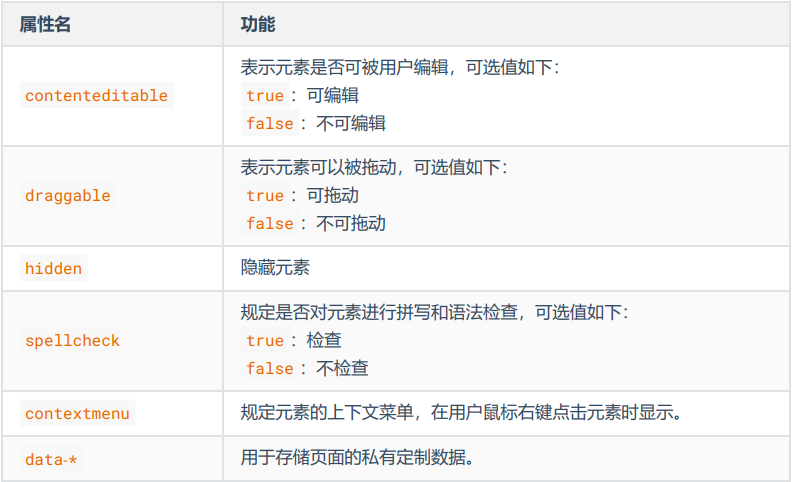 属性名 功能
contenteditable
表示元素是否可被用户编辑，可选值如下：
true：可编辑
false：不可编辑
draggable
表示元素可以被拖动，可选值如下：
true：可拖动
false：不可拖动
hidden 隐藏元素
spellcheck
规定是否对元素进行拼写和语法检查，可选值如下：
true：检查
false：不检查
contextmenu 规定元素的上下文菜单，在用户鼠标右键点击元素时显示。
data-* 用于存储页面的私有定制数据。